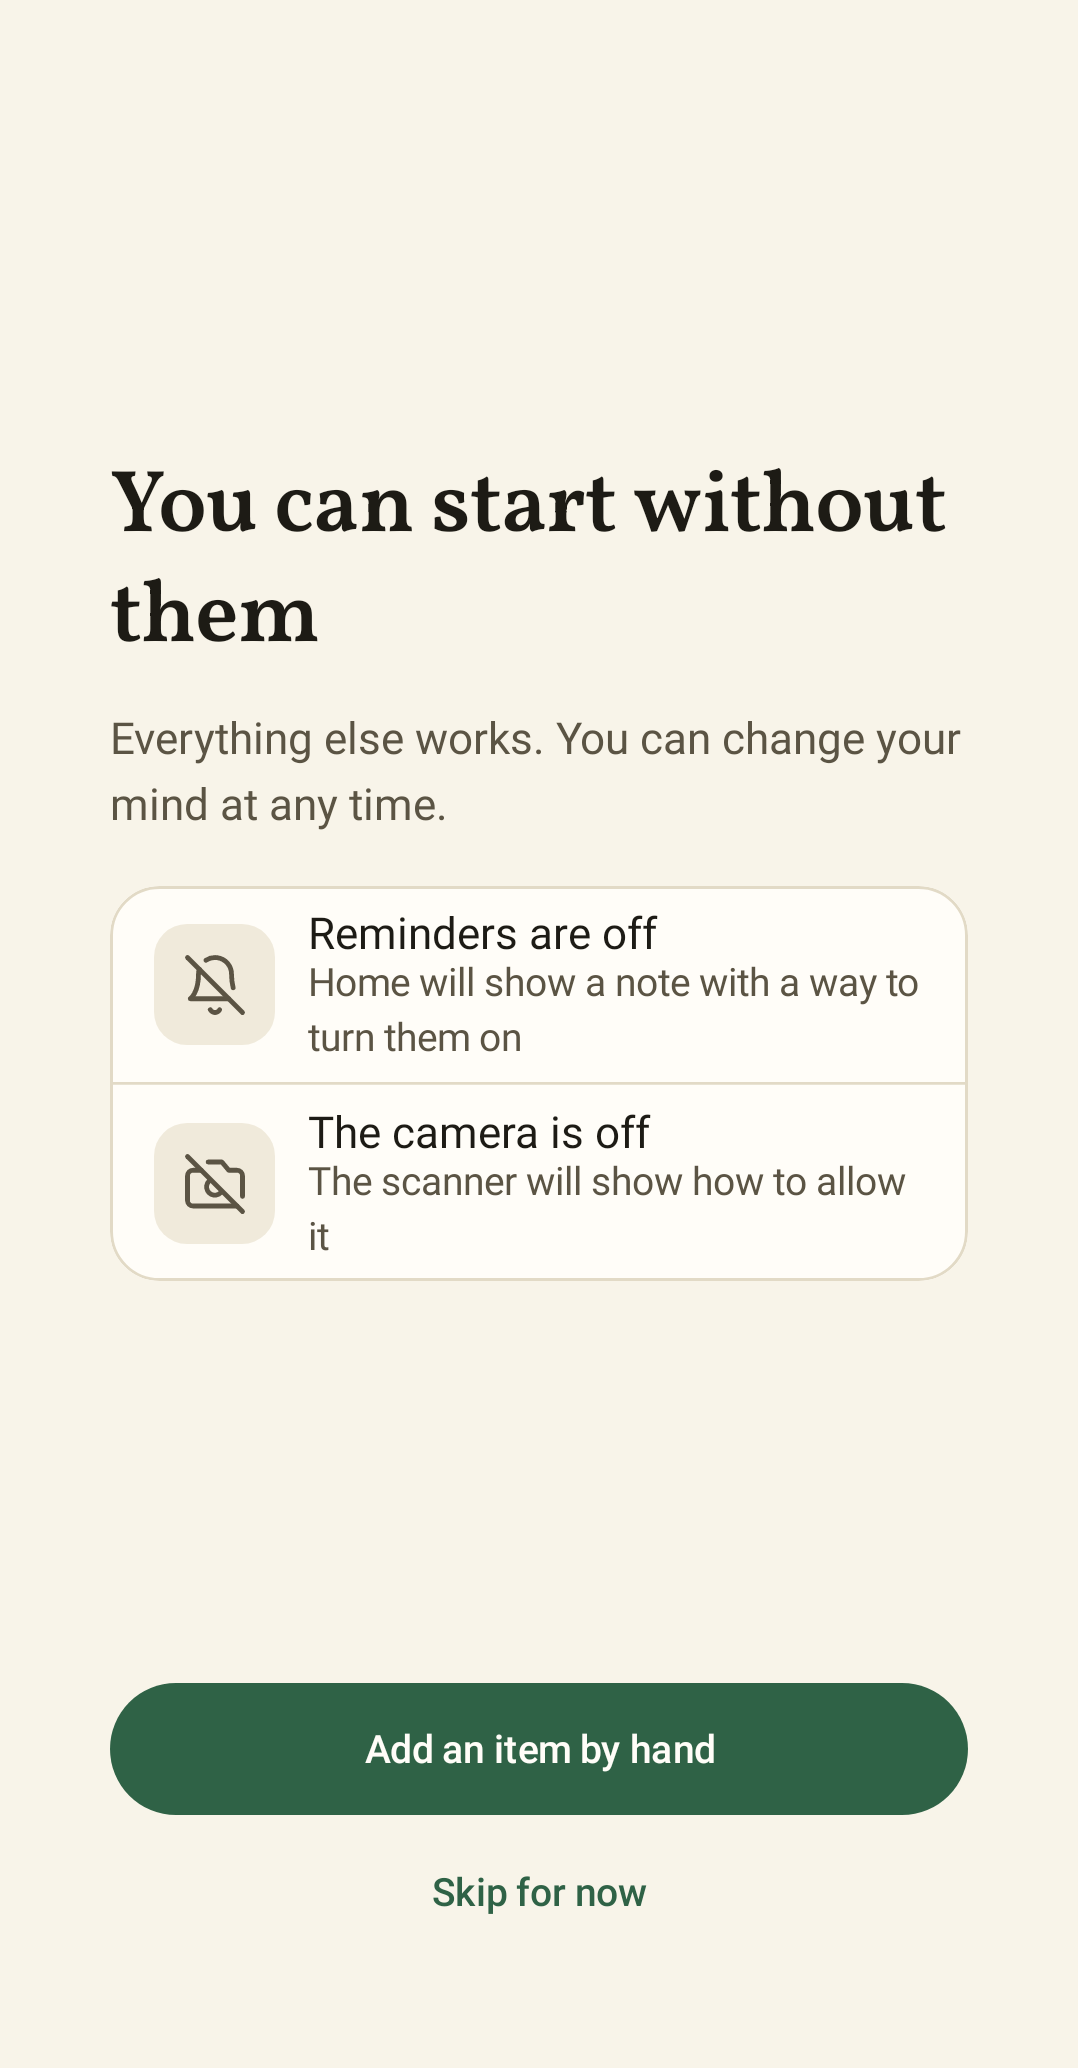 You can start without
them
Everything else works. You can change your
mind at any time.
Reminders are off
Home will show a note with a way to
turn them on
The camera is off
The scanner will show how to allow
it
Add an item by hand
Skip for now